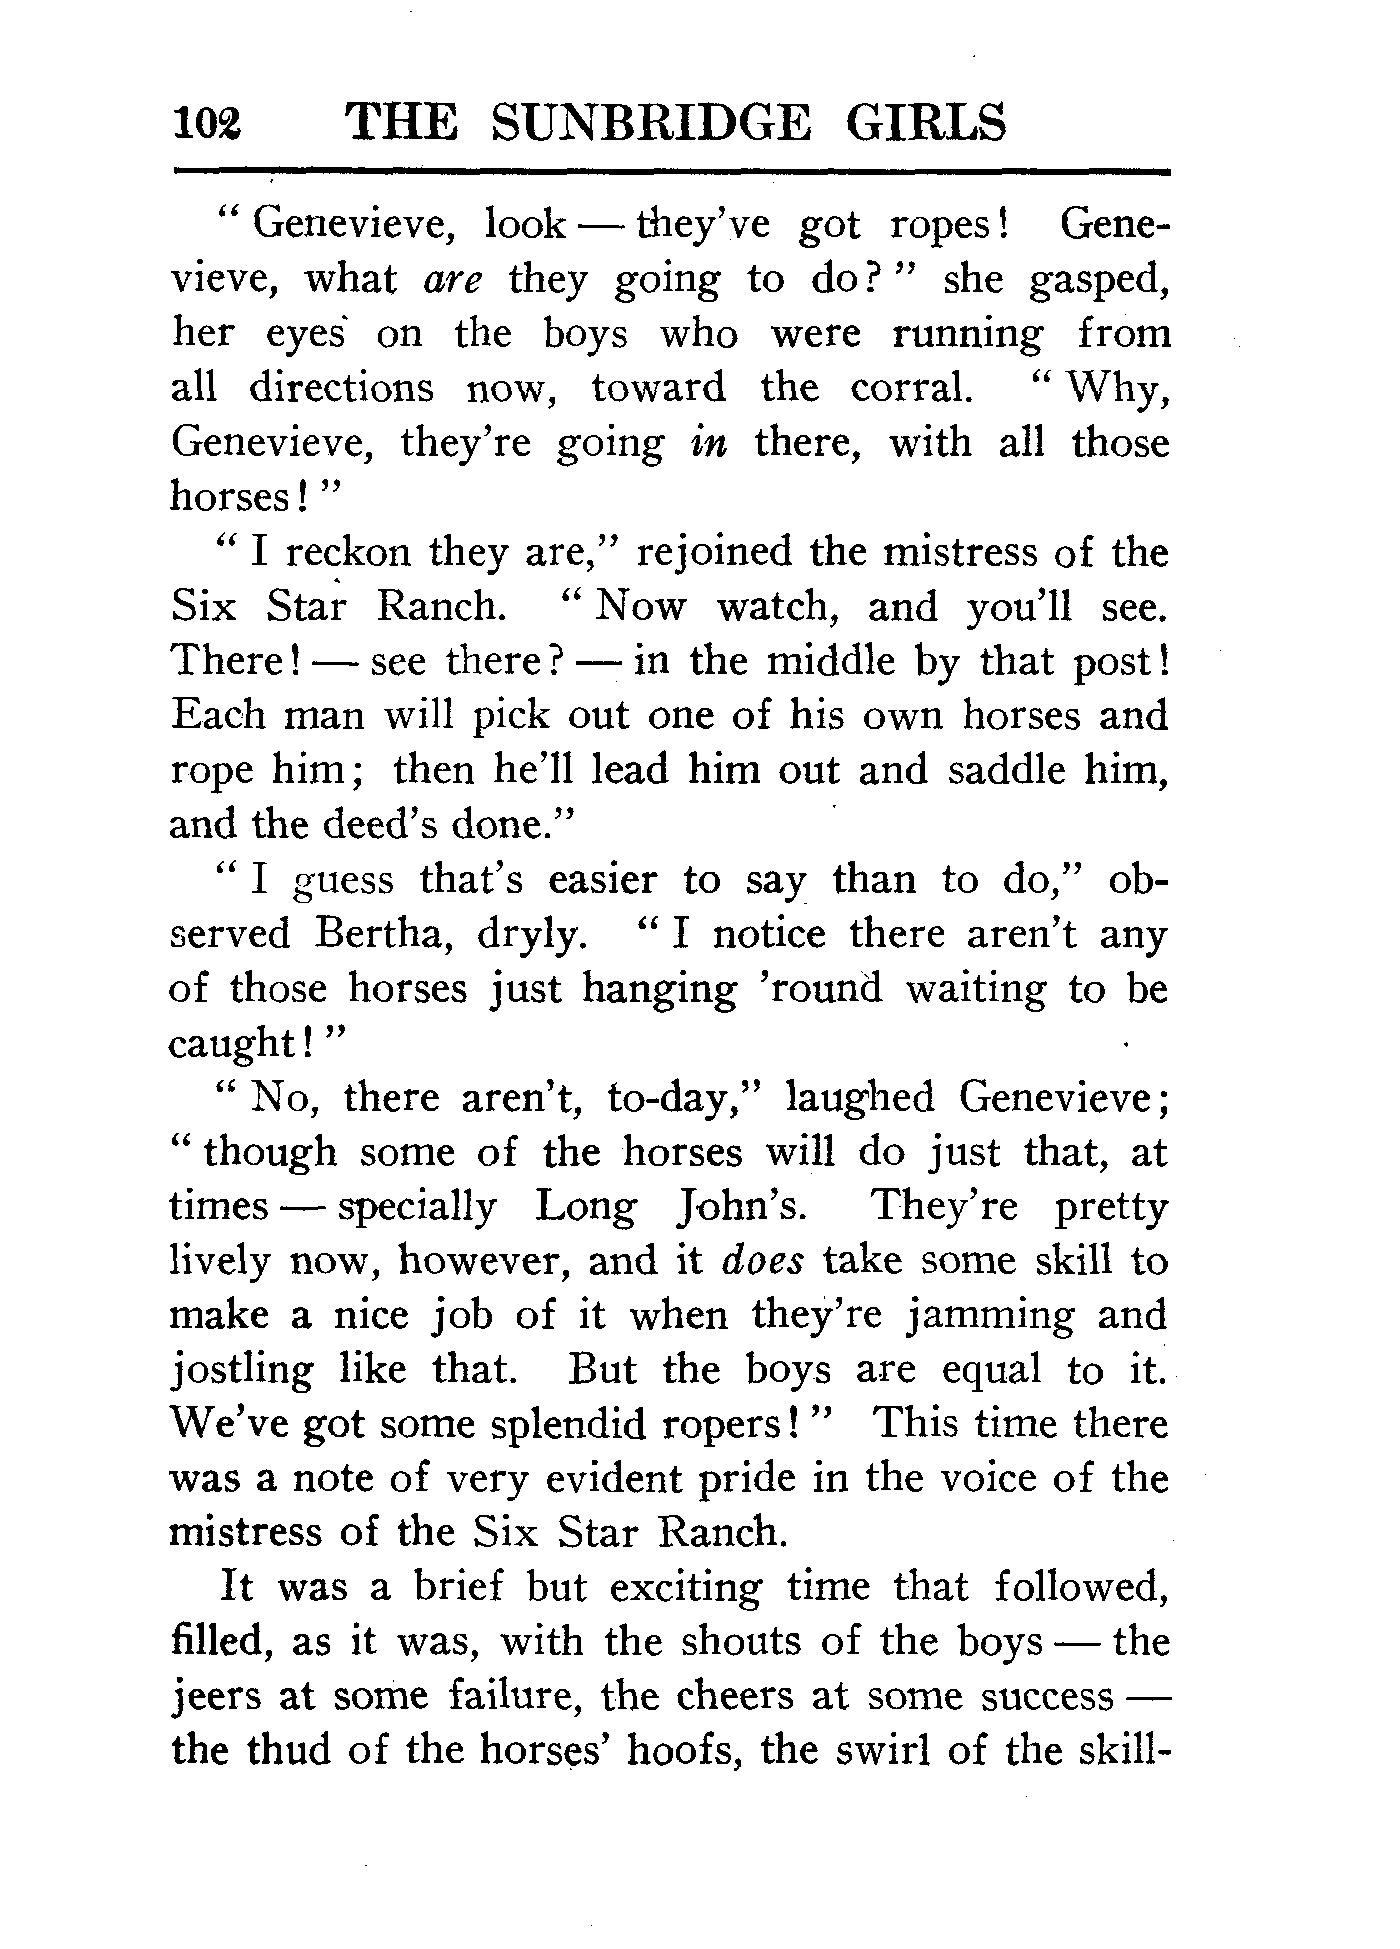 102 THE SUNBRIDGE GIRLS
" Genevieve, look — they've got ropes! Gene-
vieve, what are they going to do? " she gasped,
her eyes on the boys who were running from
all directions now, toward the corral. " Why,
Genevieve, they're going in there, with all those
horses! "
" I reckon they are," rejoined the mistress of the
Six Star Ranch. " Now watch, and you'll see.
There! — see there? — in the middle by that post!
Each man will pick out one of his own horses and
rope him; then he'll lead him out and saddle him,
and the deed's done."
" I guess that's easier to say than to do," ob-
served Bertha, dryly. " I notice there aren't any
of those horses just hanging 'round waiting to be
caught! "
" No, there aren't, to-day," laughed Genevieve;
" though some of the horses will do just that, at
times — specially Long John's. They're pretty
lively now, however, and it does take some skill to
make a nice job of it when they're jamming and
jostling like that. But the boys are equal to it.
We've got some splendid ropers! " This time there
was a note of very evident pride in the voice of the
mistress of the Six Star Ranch.
It was a brief but exciting time that followed,
filled, as it was, with the shouts of the boys — the
jeers at some failure, the cheers at some success —
the thud of the horses' hoofs, the swirl of the skill-